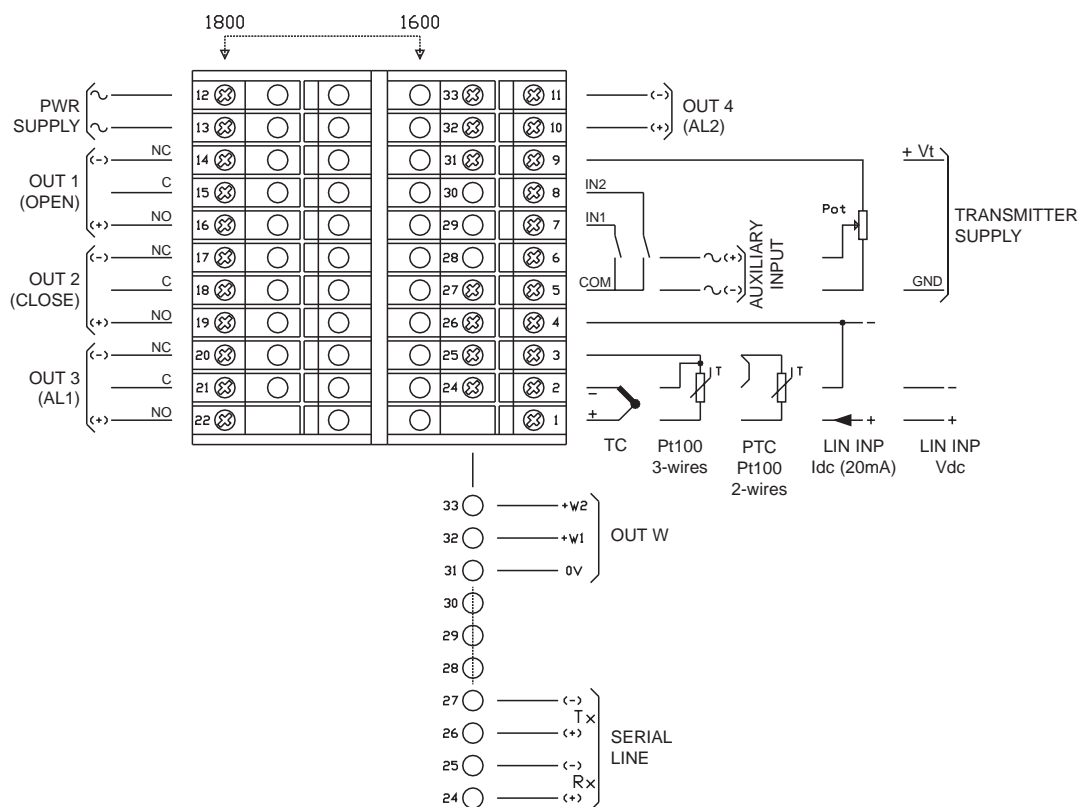 1800 1600
PWR
SUPPLY
OUT 1
(OPEN)
OUT 2
(CLOSE)
OUT 3
(AL1)
(-) NC
C
(+) NO
(-) NC
C
(+) NO
(-) NC
C
(+) NO
12 33 11
13 32 10
14 31 9
15 30 8
16 29 7
17 28 6
18 27 5
19 26 4
20 25 3
21 24 2
22 1
(-)
(+)
OUT 4
(AL2)
IN2
IN1
COM
(+)
(-)
AUXILIARY
INPUT
Pot
+ Vt
GND
TRANSMITTER
SUPPLY
-
-
+
T
T
-
+
+
-
TC
Pt100
3-wires
PTC
Pt100
2-wires
LIN INP
Idc (20mA)
LIN INP
Vdc
33 +W2
32 +W1
31 0V
OUT W
30
29
28
27 (-)
Tx
26 (+)
25 (-)
Rx
24 (+)
SERIAL
LINE